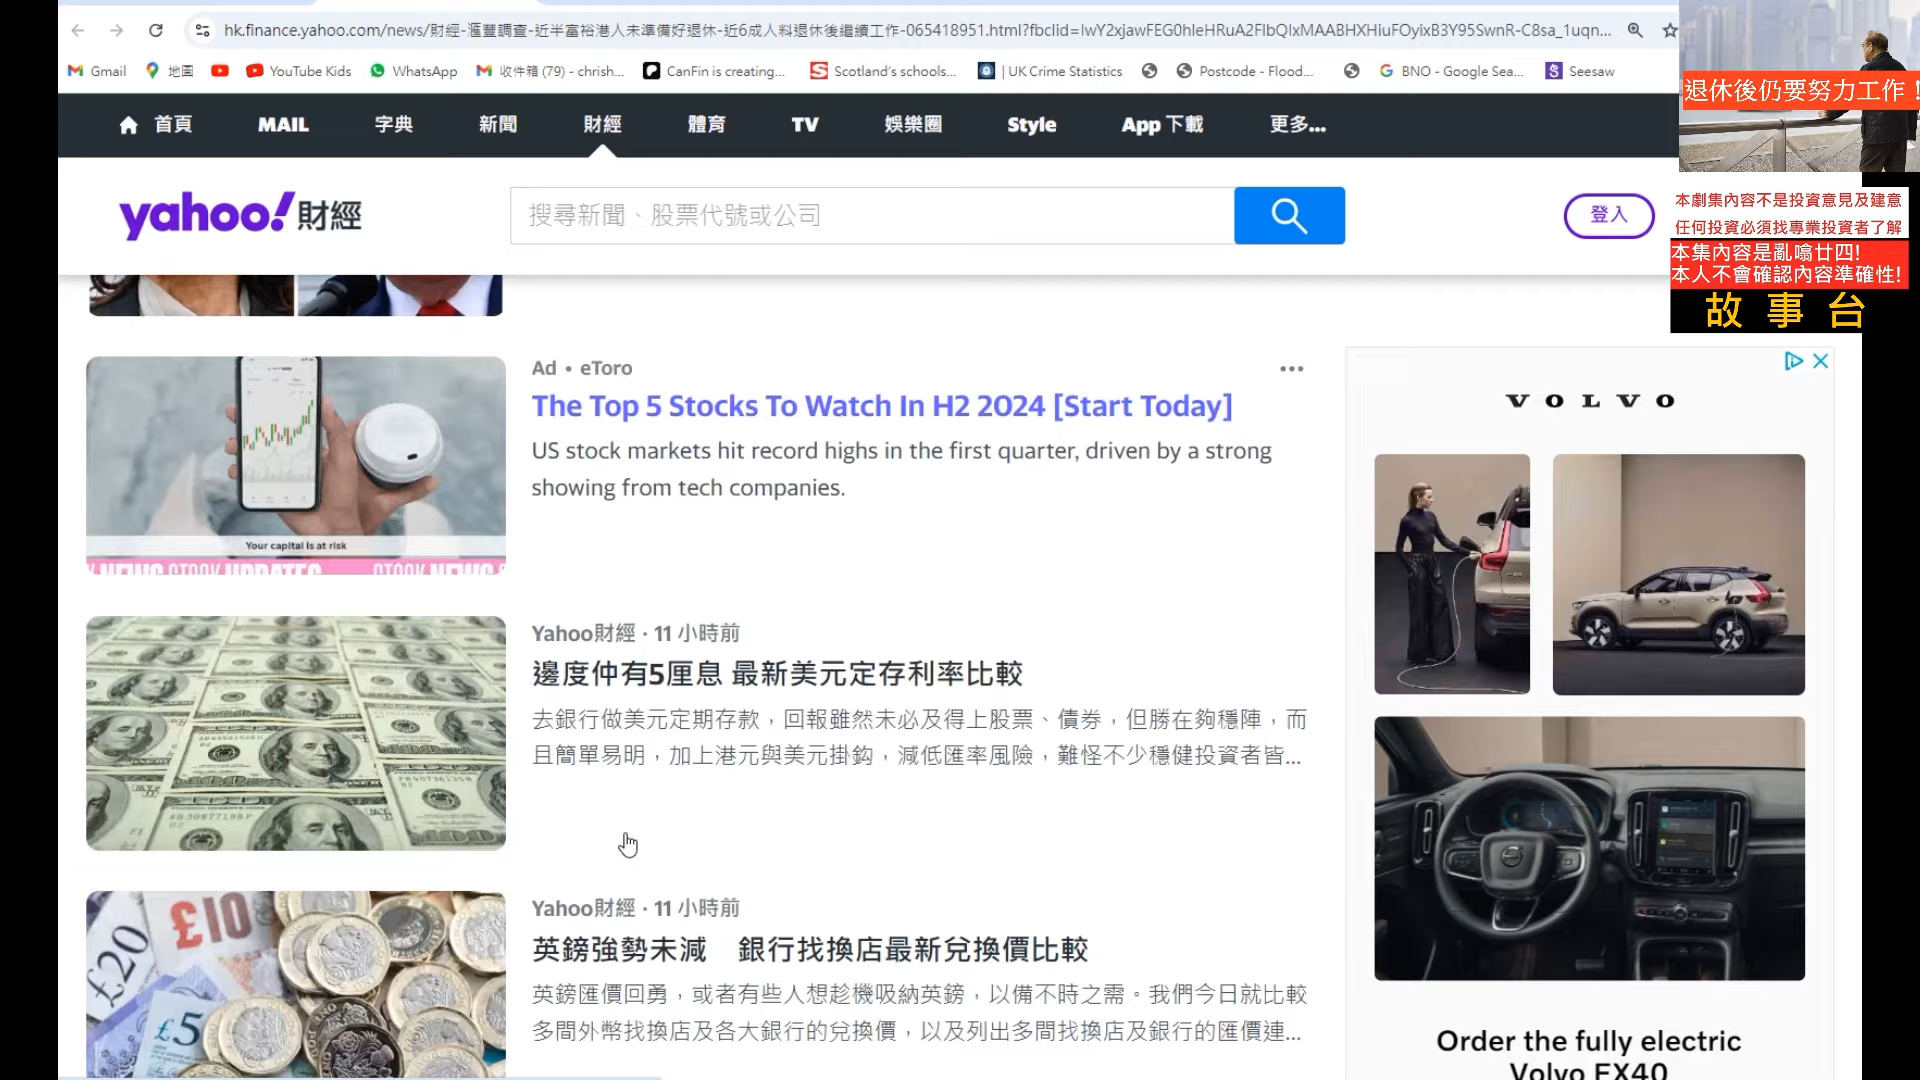 hk.finance.yahoo.com/news/財經-滙豐調查-近半富裕港人未準備好退休-近6成人料退休後繼續工作-065418951.html?fbclid=IwY2xjawFEG0hleHRuA2FlbQIxMAABHXHiuFOyixB3Y95SwnR-C8sa_1uqn...
Gmail 地圖 YouTube Kids WhatsApp 收件箱 (79) - chrish... CanFin is creating... Scotland's schools... | UK Crime Statistics Postcode - Flood... BNO - Google Sea... Seesaw
退休後仍要努力工作！
首頁 MAIL 字典 新聞 財經 體育 TV 娛樂圈 Style App 下載 更多...
yahoo!財經
搜尋新聞、股票代號或公司
登入
本劇集內容不是投資意見及建意
任何投資必須找專業投資者了解
本集內容是亂噏廿四!
本人不會確認內容準確性!
故事台
Ad • eToro
The Top 5 Stocks To Watch In H2 2024 [Start Today]
US stock markets hit record highs in the first quarter, driven by a strong
showing from tech companies.
Your capital is at risk
Yahoo財經 · 11 小時前
邊度仲有5厘息 最新美元定存利率比較
去銀行做美元定期存款，回報雖然未必及得上股票、債券，但勝在夠穩陣，而
且簡單易明，加上港元與美元掛鈎，減低匯率風險，難怪不少穩健投資者皆...
Yahoo財經 · 11 小時前
英鎊強勢未減　銀行找換店最新兌換價比較
英鎊匯價回勇，或者有些人想趁機吸納英鎊，以備不時之需。我們今日就比較
多間外幣找換店及各大銀行的兌換價，以及列出多間找換店及銀行的匯價連...
£10
£20
£5
VOLVO
Order the fully electric
Volvo EX40